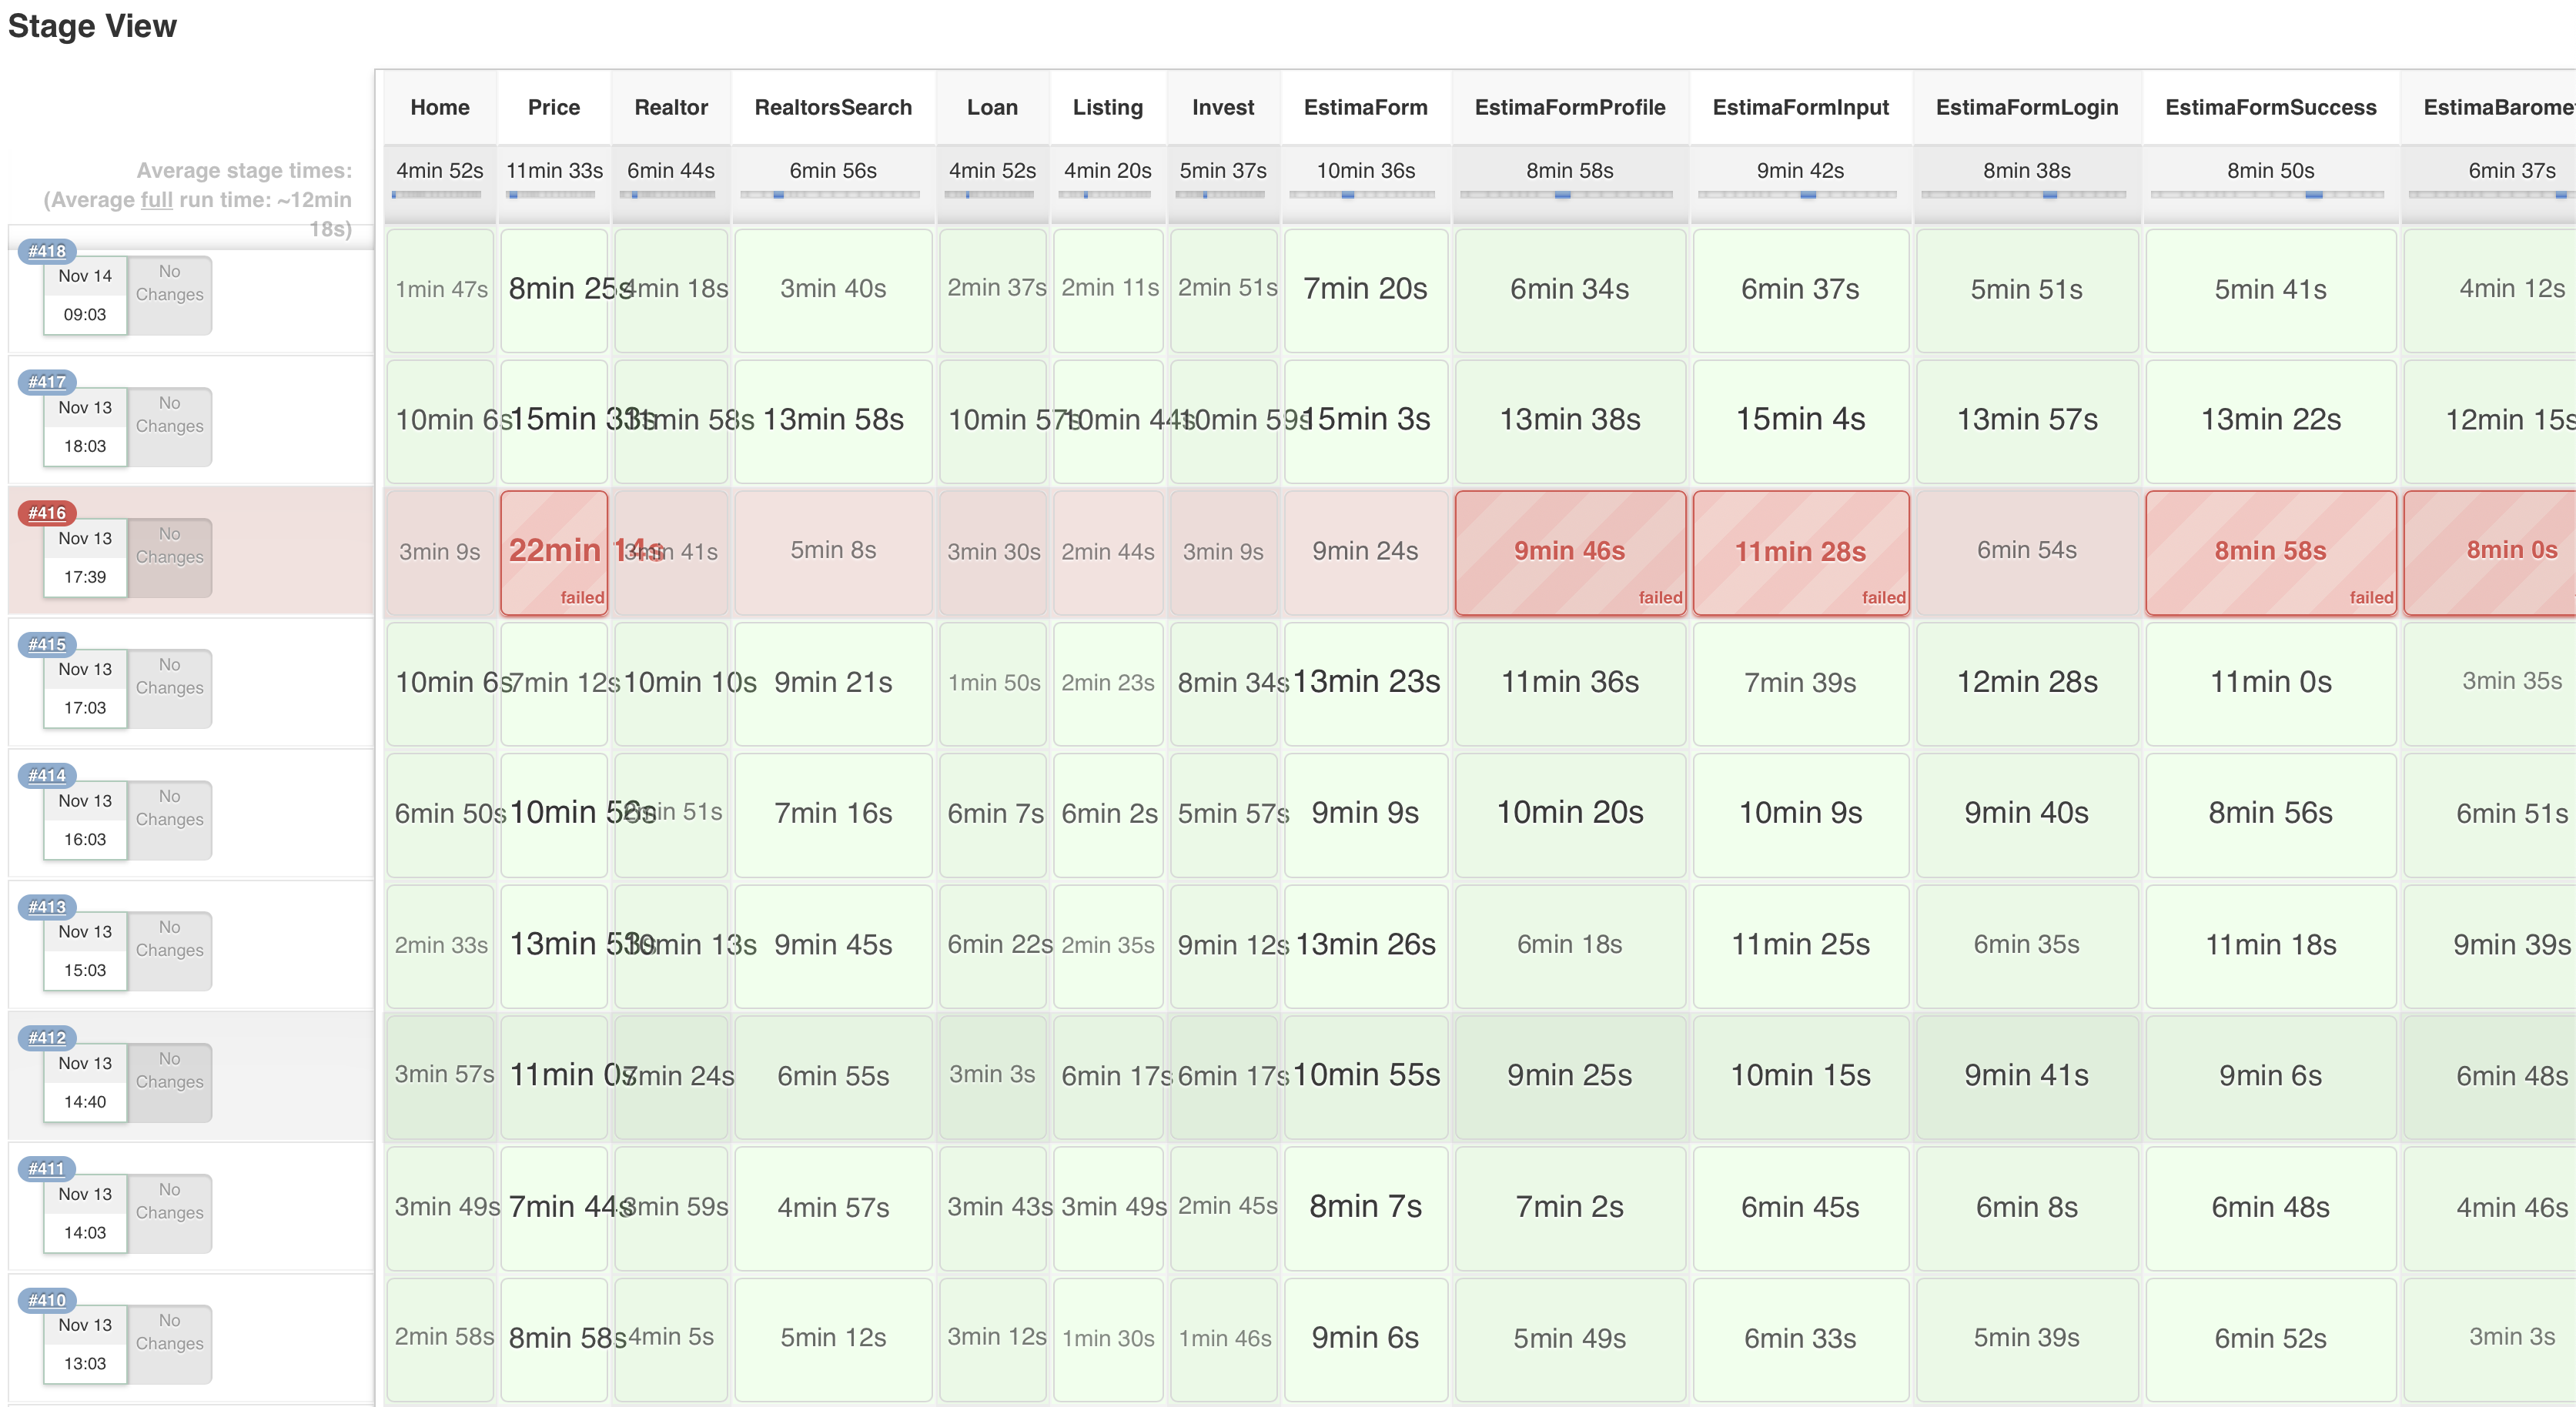 Stage View
Home Price Realtor RealtorsSearch Loan Listing Invest EstimaForm EstimaFormProfile EstimaFormInput EstimaFormLogin EstimaFormSuccess EstimaBarome
Average stage times:
(Average full run time: ~12min
18s)
4min 52s 11min 33s 6min 44s 6min 56s 4min 52s 4min 20s 5min 37s 10min 36s 8min 58s 9min 42s 8min 38s 8min 50s 6min 37s
#418
Nov 14
09:03
No
Changes
1min 47s 8min 25s 4min 18s 3min 40s 2min 37s 2min 11s 2min 51s 7min 20s 6min 34s 6min 37s 5min 51s 5min 41s 4min 12s
#417
Nov 13
18:03
No
Changes
10min 6s 15min 33s 11min 58s 13min 58s 10min 57s 10min 44s 10min 59s 15min 3s 13min 38s 15min 4s 13min 57s 13min 22s 12min 15s
#416
Nov 13
17:39
No
Changes
3min 9s 22min 14s 3min 41s 5min 8s 3min 30s 2min 44s 3min 9s 9min 24s 9min 46s 11min 28s 6min 54s 8min 58s 8min 0s
failed failed failed failed
#415
Nov 13
17:03
No
Changes
10min 6s 7min 12s 10min 10s 9min 21s 1min 50s 2min 23s 8min 34s 13min 23s 11min 36s 7min 39s 12min 28s 11min 0s 3min 35s
#414
Nov 13
16:03
No
Changes
6min 50s 10min 56s min 51s 7min 16s 6min 7s 6min 2s 5min 57s 9min 9s 10min 20s 10min 9s 9min 40s 8min 56s 6min 51s
#413
Nov 13
15:03
No
Changes
2min 33s 13min 53s 10min 13s 9min 45s 6min 22s 2min 35s 9min 12s 13min 26s 6min 18s 11min 25s 6min 35s 11min 18s 9min 39s
#412
Nov 13
14:40
No
Changes
3min 57s 11min 0s 7min 24s 6min 55s 3min 3s 6min 17s 6min 17s 10min 55s 9min 25s 10min 15s 9min 41s 9min 6s 6min 48s
#411
Nov 13
14:03
No
Changes
3min 49s 7min 44s 3min 59s 4min 57s 3min 43s 3min 49s 2min 45s 8min 7s 7min 2s 6min 45s 6min 8s 6min 48s 4min 46s
#410
Nov 13
13:03
No
Changes
2min 58s 8min 58s 4min 5s 5min 12s 3min 12s 1min 30s 1min 46s 9min 6s 5min 49s 6min 33s 5min 39s 6min 52s 3min 3s